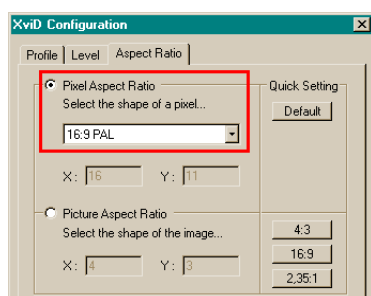 XviD Configuration
Profile Level Aspect Ratio
Pixel Aspect Ratio
Quick Setting
Select the shape of a pixel...
Default
16:9 PAL
X: 16 Y: 11
Picture Aspect Ratio
Select the shape of the image...
4:3
16:9
X: 4 Y: 3
2,35:1